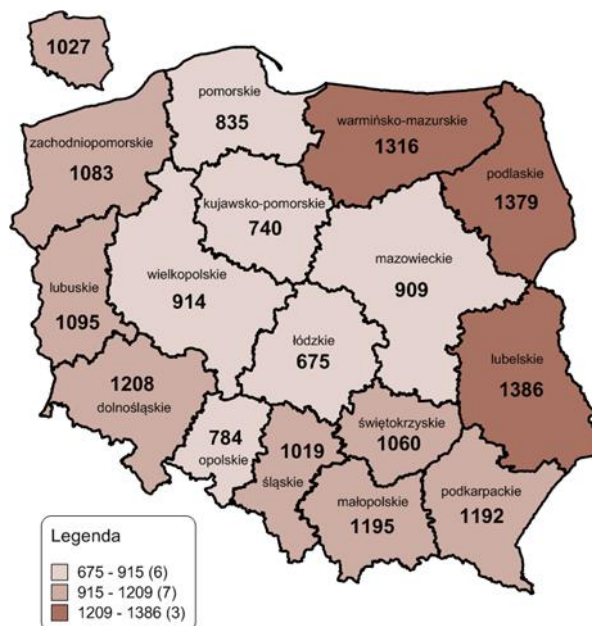 1027
pomorskie
835
warmińsko-mazurskie
1316
zachodniopomorskie
1083
podlaskie
1379
kujawsko-pomorskie
740
mazowieckie
909
wielkopolskie
914
lubuskie
1095
łódzkie
675
lubelskie
1386
1208
dolnośląskie
784
opolskie
1019
śląskie
świętokrzyskie
1060
małopolskie
1195
podkarpackie
1192
Legenda
675 - 915 (6)
915 - 1209 (7)
1209 - 1386 (3)